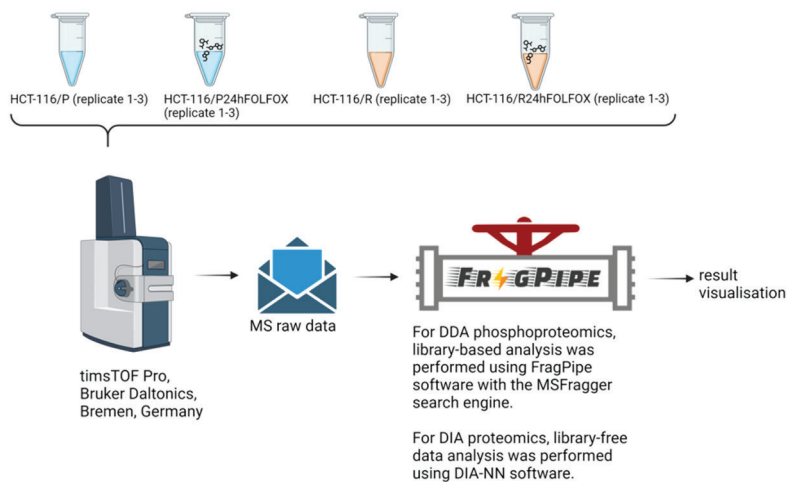 HCT-116/P (replicate 1-3)
HCT-116/P24hFOLFOX
(replicate 1-3)
HCT-116/R (replicate 1-3)
HCT-116/R24hFOLFOX (replicate 1-3)
timsTOF Pro,
Bruker Daltonics,
Bremen, Germany
MS raw data
FRAGPIPE
For DDA phosphoproteomics,
library-based analysis was
performed using FragPipe
software with the MSFragger
search engine.
For DIA proteomics, library-free
data analysis was performed
using DIA-NN software.
result
visualisation